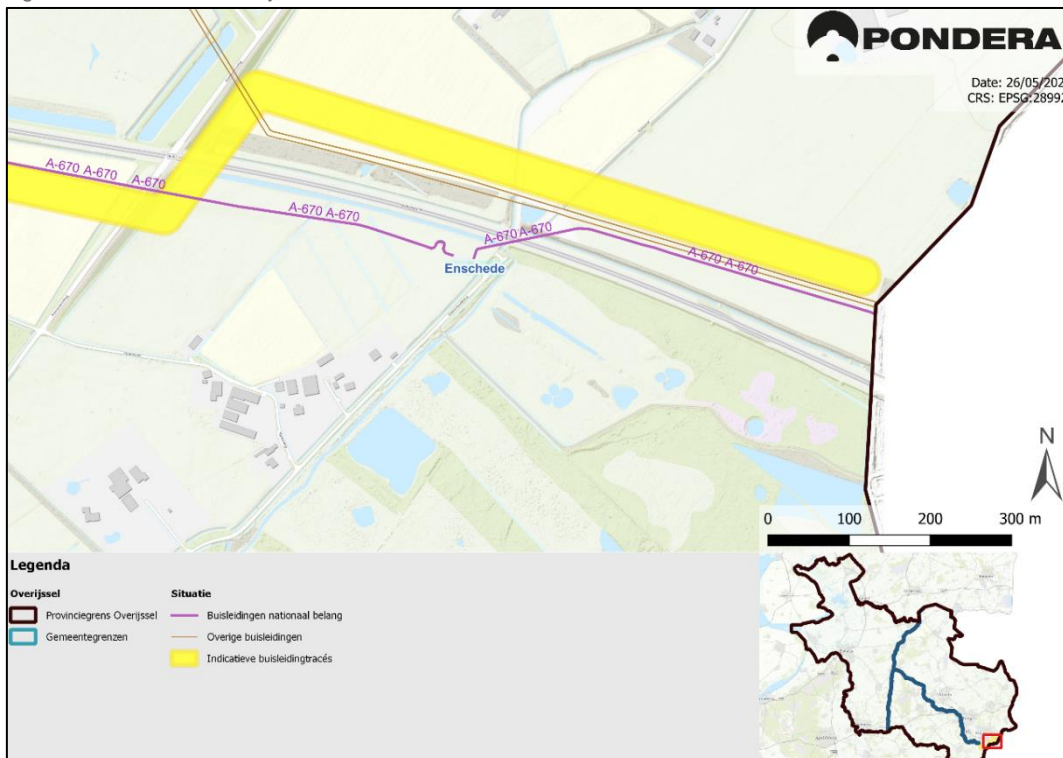 PONDERA
Date: 26/05/202
CRS: EPSG:28992
A-670 A-670
A-670
A-670 A-670
A-670 A-670
A-670 A-670
Enschede
N
0 100 200 300 m
Legenda
Overijssel
Provinciegrens Overijssel
Gemeentegrenzen
Situatie
Buisleidingen nationaal belang
Overige buisleidingen
Indicatieve buisleidingtracés